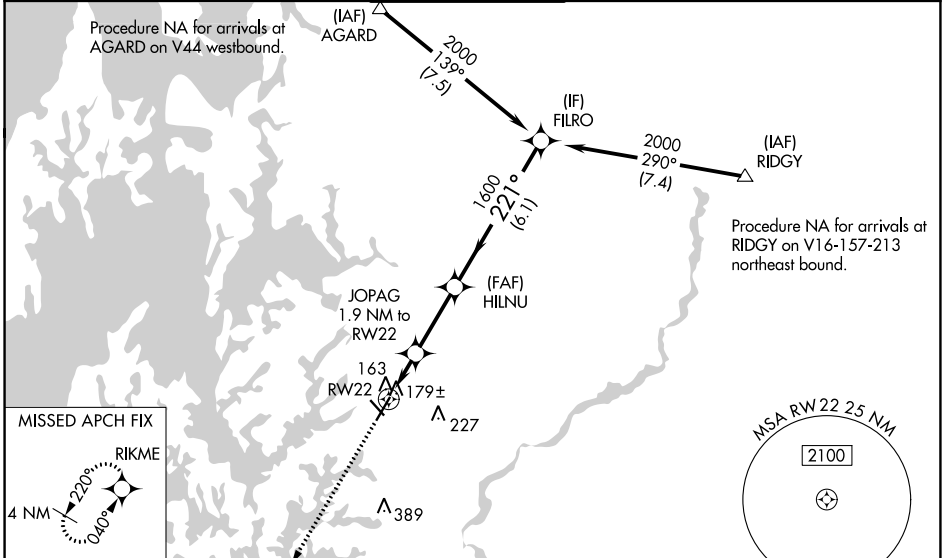 Procedure NA for arrivals at
AGARD on V44 westbound.
(IAF)
AGARD
2000
139°
(7.5)
(IF)
FILRO
2000
290°
(7.4)
(IAF)
RIDGY
1600
221°
(6.1)
Procedure NA for arrivals at
RIDGY on V16-157-213
northeast bound.
(FAF)
HILNU
JOPAG
1.9 NM to
RW22
163
RW22
179±
227
389
MISSED APCH FIX
RIKME
220°
4 NM
040°
MSA RW22 25 NM
2100